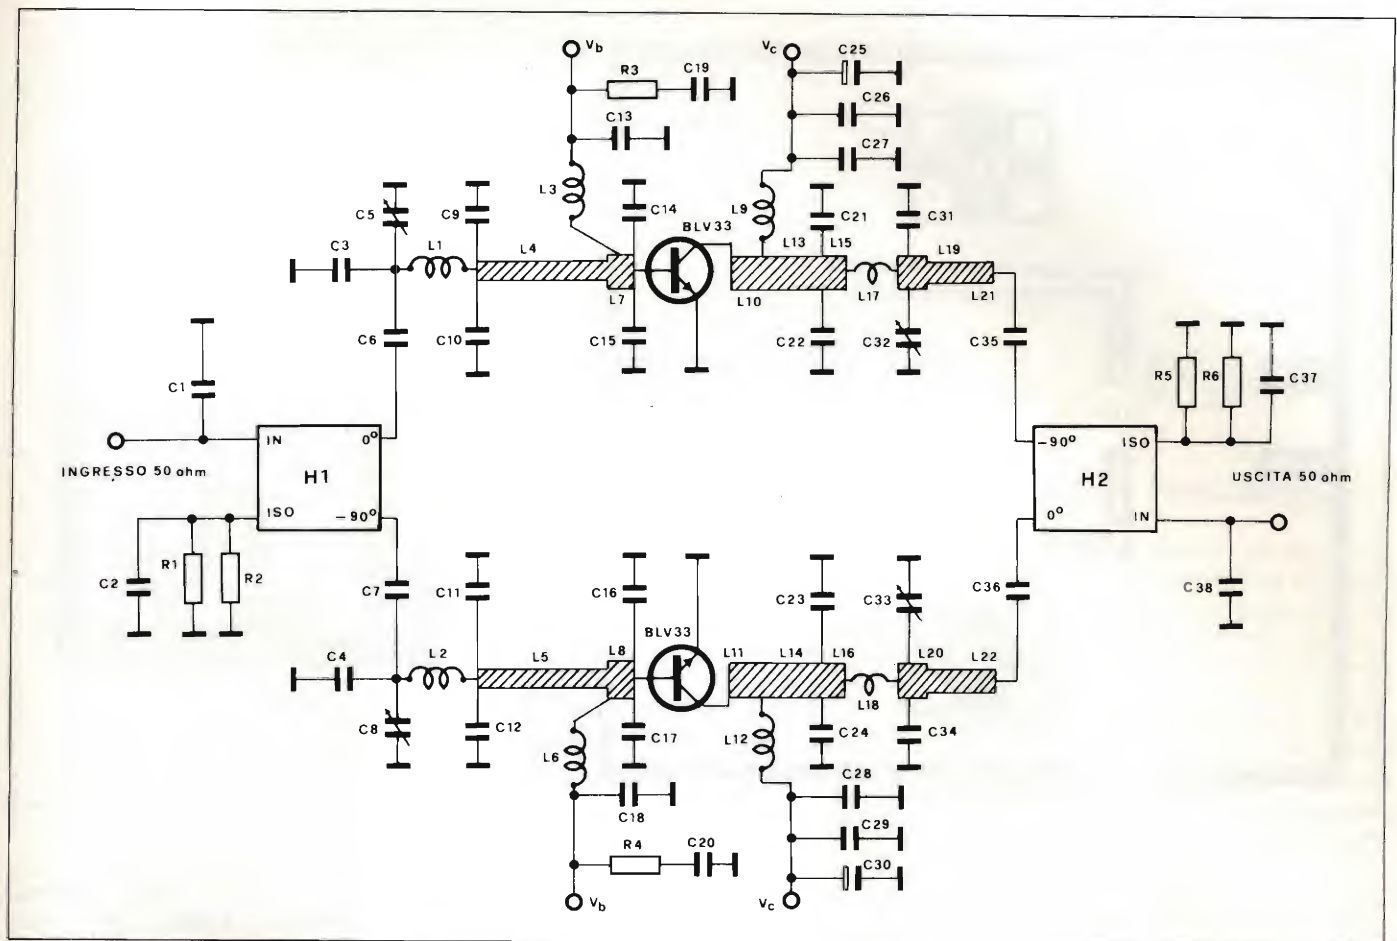 Vb
Vc
C25
R3
C19
C26
C13
C27
L3
C5
C9
C14
BLV33
L9
C21
C31
C3
L1
L4
L13
L15
L19
L7
L10
L17
L21
C6
C10
C15
C22
C32
C35
R5
R6
C37
C1
IN
0°
-90°
ISO
INGRESSO 50 ohm
H1
H2
USCITA 50 ohm
ISO
-90°
0°
IN
C2
R1
R2
C7
C11
C16
C23
C33
C36
C38
BLV33
C4
L2
L5
L8
L11
L14
L16
L20
L22
L18
C8
C12
C17
L12
C24
C34
L6
C28
C18
C29
R4
C20
C30
Vb
Vc